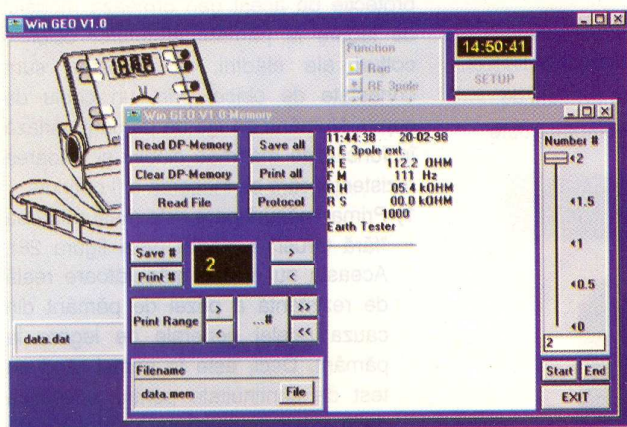 Win GEO V1.0
188.8
Function
Rac
RE 3pole
14:50:41
SETUP
data.dat
Win GEO V1.0 Memory
Read DP-Memory
Save all
Clear DP-Memory
Print all
Read File
Protocol
Save #
Print #
2
>
Print Range
>
<
...#
>>
<<
Filename
data.mem
File
11:44:38 20-02-98
R E 3pole ext.
R E 112.2 OHM
F M 111 Hz
R H 05.4 kOHM
R S 00.0 kOHM
1000
Earth Tester
Number #
2
1.5
1
0.5
0
2
Start
End
EXIT